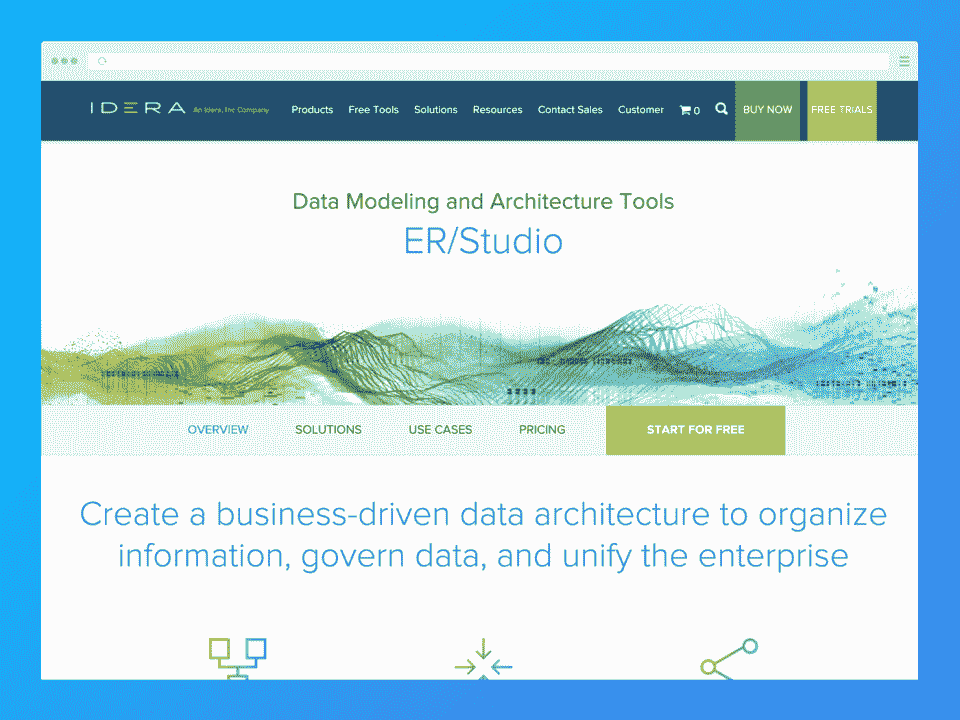 IDERA An Idera, Inc Company Products Free Tools Solutions Resources Contact Sales Customer 0 BUY NOW FREE TRIALS
Data Modeling and Architecture Tools
ER/Studio
OVERVIEW SOLUTIONS USE CASES PRICING START FOR FREE
Create a business-driven data architecture to organize
information, govern data, and unify the enterprise